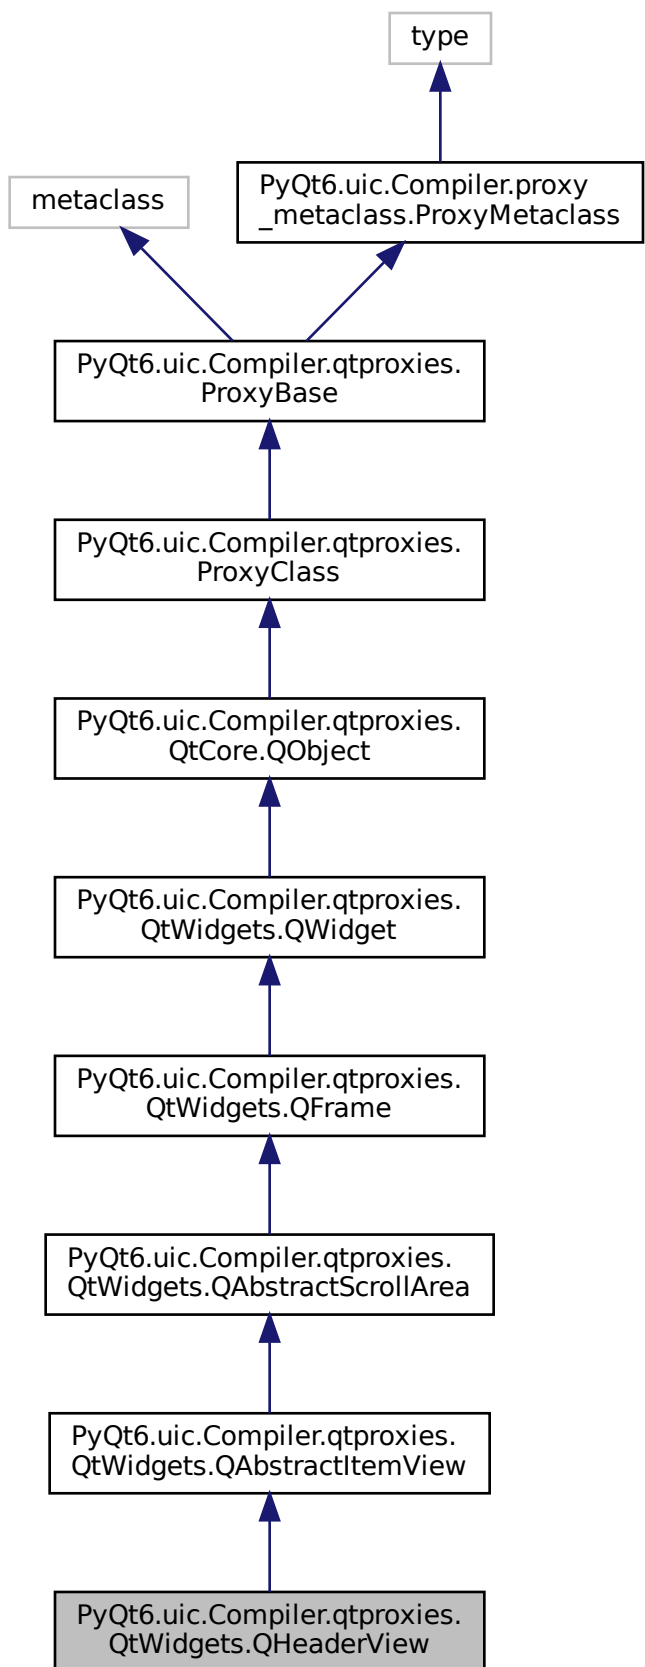 type
metaclass
PyQt6.uic.Compiler.proxy
_metaclass.ProxyMetaclass
PyQt6.uic.Compiler.qtproxies.
ProxyBase
PyQt6.uic.Compiler.qtproxies.
ProxyClass
PyQt6.uic.Compiler.qtproxies.
QtCore.QObject
PyQt6.uic.Compiler.qtproxies.
QtWidgets.QWidget
PyQt6.uic.Compiler.qtproxies.
QtWidgets.QFrame
PyQt6.uic.Compiler.qtproxies.
QtWidgets.QAbstractScrollArea
PyQt6.uic.Compiler.qtproxies.
QtWidgets.QAbstractItemView
PyQt6.uic.Compiler.qtproxies.
QtWidgets.QHeaderView